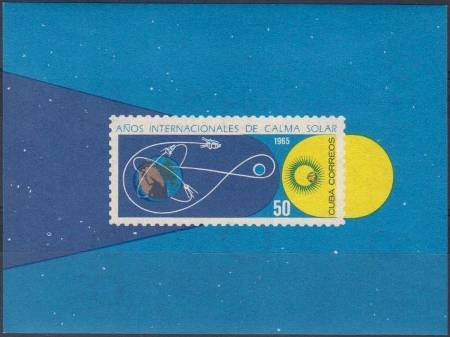 AÑOS INTERNACIONALES DE CALMA SOLAR
1965
50
CUBA CORREOS